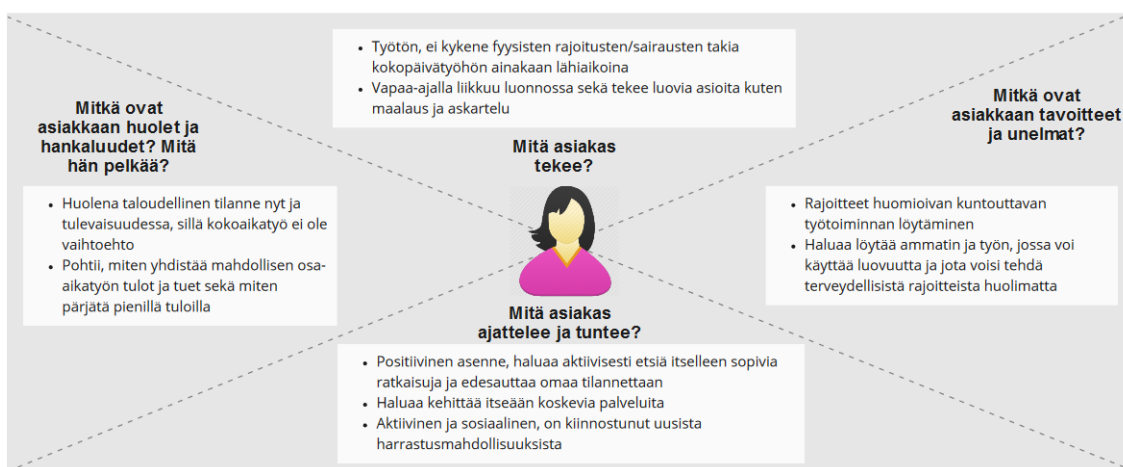 • Työtön, ei kykene fyysisten rajoitusten/sairausten takia
kokopäivätyöhön ainakaan lähiaikoina
• Vapaa-ajalla liikkuu luonnossa sekä tekee luovia asioita kuten
maalaus ja askartelu
Mitä asiakas
tekee?
Mitkä ovat
asiakkaan huolet ja
hankaluudet? Mitä
hän pelkää?
• Huolena taloudellinen tilanne nyt ja
tulevaisuudessa, sillä kokoaikatyö ei ole
vaihtoehto
• Pohtii, miten yhdistää mahdollisen osa-
aikatyön tulot ja tuet sekä miten
pärjätä pienillä tuloilla
Mitkä ovat
asiakkaan tavoitteet
ja unelmat?
• Rajoitteet huomioivan kuntouttavan
työtoiminnan löytäminen
• Haluaa löytää ammatin ja työn, jossa voi
käyttää luovuutta ja jota voisi tehdä
terveydellisistä rajoitteista huolimatta
Mitä asiakas
ajattelee ja tuntee?
• Positiivinen asenne, haluaa aktiivisesti etsiä itselleen sopivia
ratkaisuja ja edesauttaa omaa tilannettaan
• Haluaa kehittää itseään koskevia palveluita
• Aktiivinen ja sosiaalinen, on kiinnostunut uusista
harrastusmahdollisuuksista